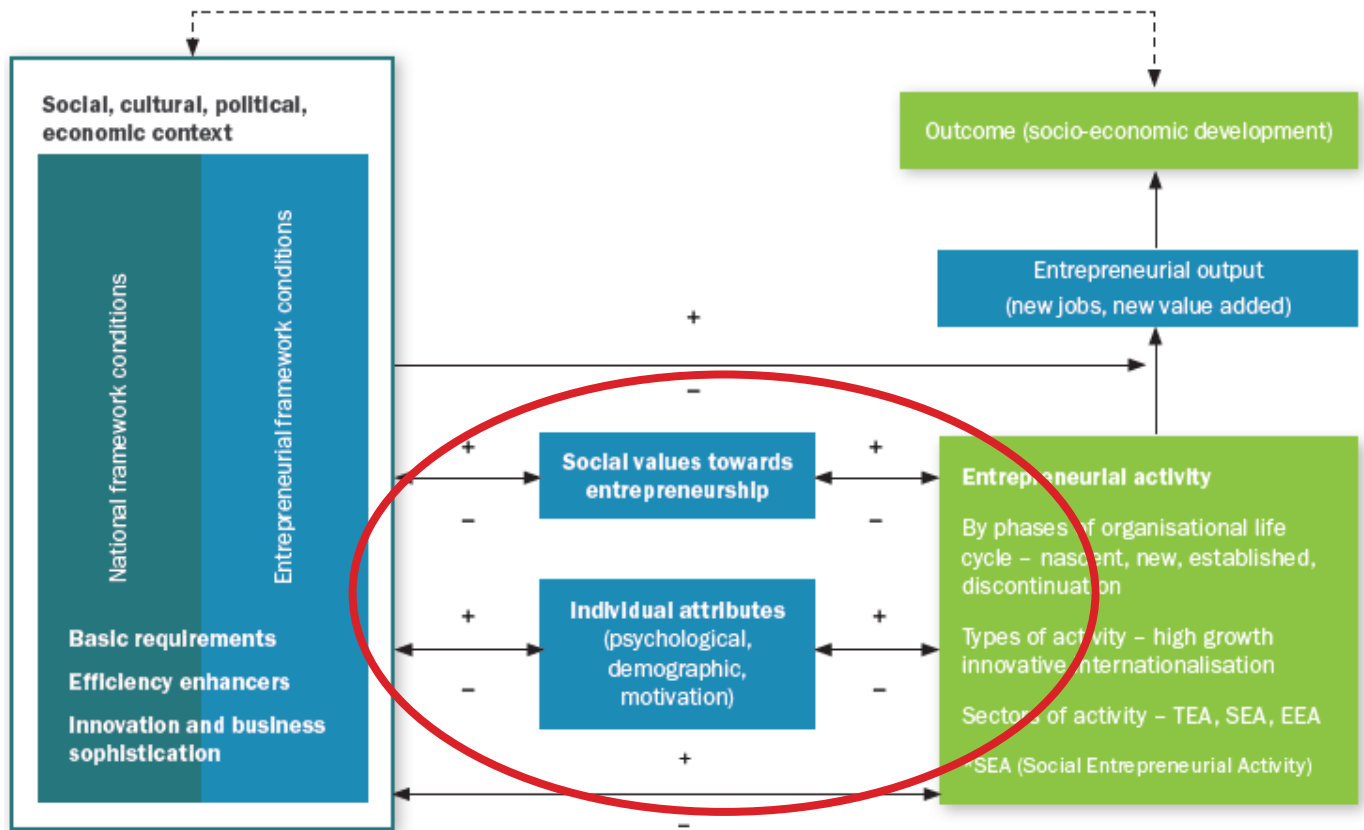 Social, cultural, political,
economic context
National framework conditions
Entrepreneurial framework conditions
Basic requirements
Efficiency enhancers
Innovation and business
sophistication
Outcome (socio-economic development)
Entrepreneurial output
(new jobs, new value added)
+
–
+
Social values towards
entrepreneurship
+
–
–
+
Individual attributes
(psychological,
demographic,
motivation)
+
–
–
+
–
Entrepreneurial activity
By phases of organisational life
cycle – nascent, new, established,
discontinuation
Types of activity – high growth
innovative internationalisation
Sectors of activity – TEA, SEA, EEA
*SEA (Social Entrepreneurial Activity)